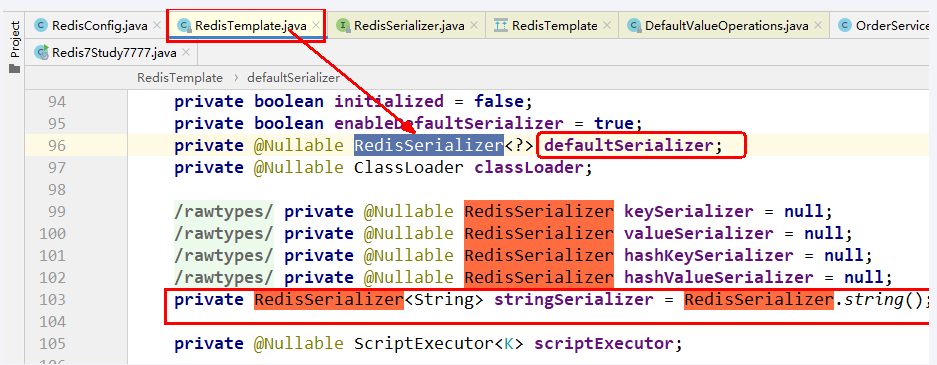 Project
RedisConfig.java RedisTemplate.java RedisSerializer.java RedisTemplate DefaultValueOperations.java OrderService
Redis7Study7777.java
RedisTemplate defaultSerializer
94 private boolean initialized = false;
95 private boolean enableDefaultSerializer = true;
96 private @Nullable RedisSerializer<?> defaultSerializer;
97 private @Nullable ClassLoader classLoader;
98
99 /rawtypes/ private @Nullable RedisSerializer keySerializer = null;
100 /rawtypes/ private @Nullable RedisSerializer valueSerializer = null;
101 /rawtypes/ private @Nullable RedisSerializer hashKeySerializer = null;
102 /rawtypes/ private @Nullable RedisSerializer hashValueSerializer = null;
103 private RedisSerializer<String> stringSerializer = RedisSerializer.string();
104
105 private @Nullable ScriptExecutor<K> scriptExecutor;